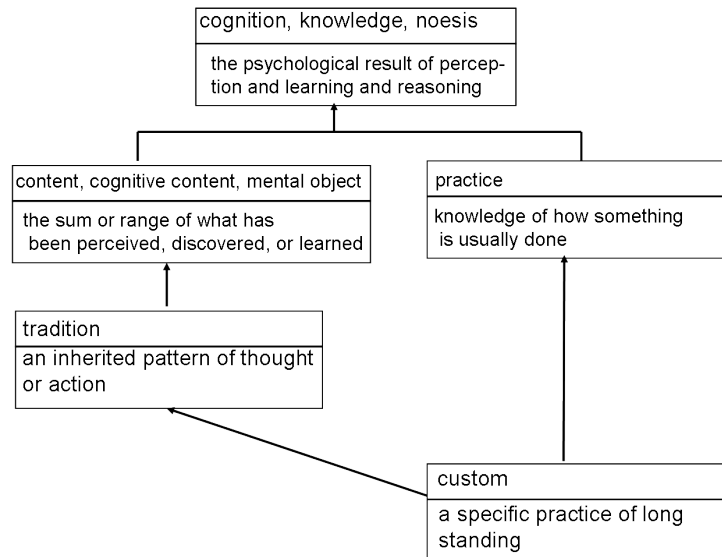 cognition, knowledge, noesis
the psychological result of percep-
tion and learning and reasoning
content, cognitive content, mental object
the sum or range of what has
been perceived, discovered, or learned
practice
knowledge of how something
is usually done
tradition
an inherited pattern of thought
or action
custom
a specific practice of long
standing